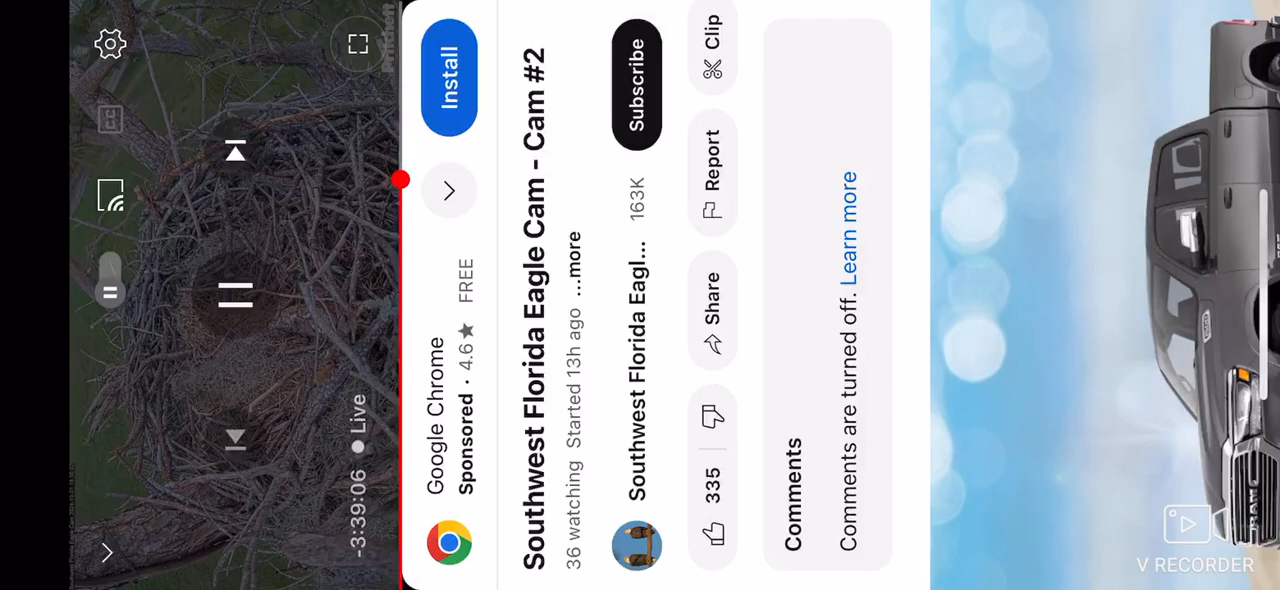 CC
-3:39:06 Live
Google Chrome
Sponsored · 4.6 ★ FREE
Install
Southwest Florida Eagle Cam - Cam #2
36 watching Started 13h ago ...more
Southwest Florida Eagl... 163K
Subscribe
335
Share
Report
Clip
Comments
Comments are turned off. Learn more
RAM
V RECORDER